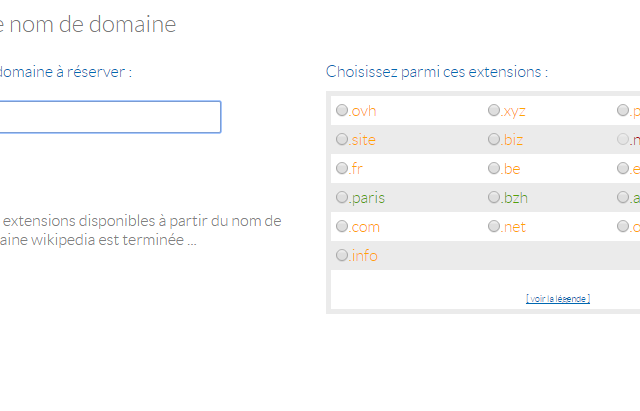 e nom de domaine
domaine à réserver :
extensions disponibles à partir du nom de
aine wikipedia est terminée ...
Choisissez parmi ces extensions :
.ovh .xyz .p
.site .biz .n
.fr .be .e
.paris .bzh .a
.com .net .o
.info
[ voir la légende ]